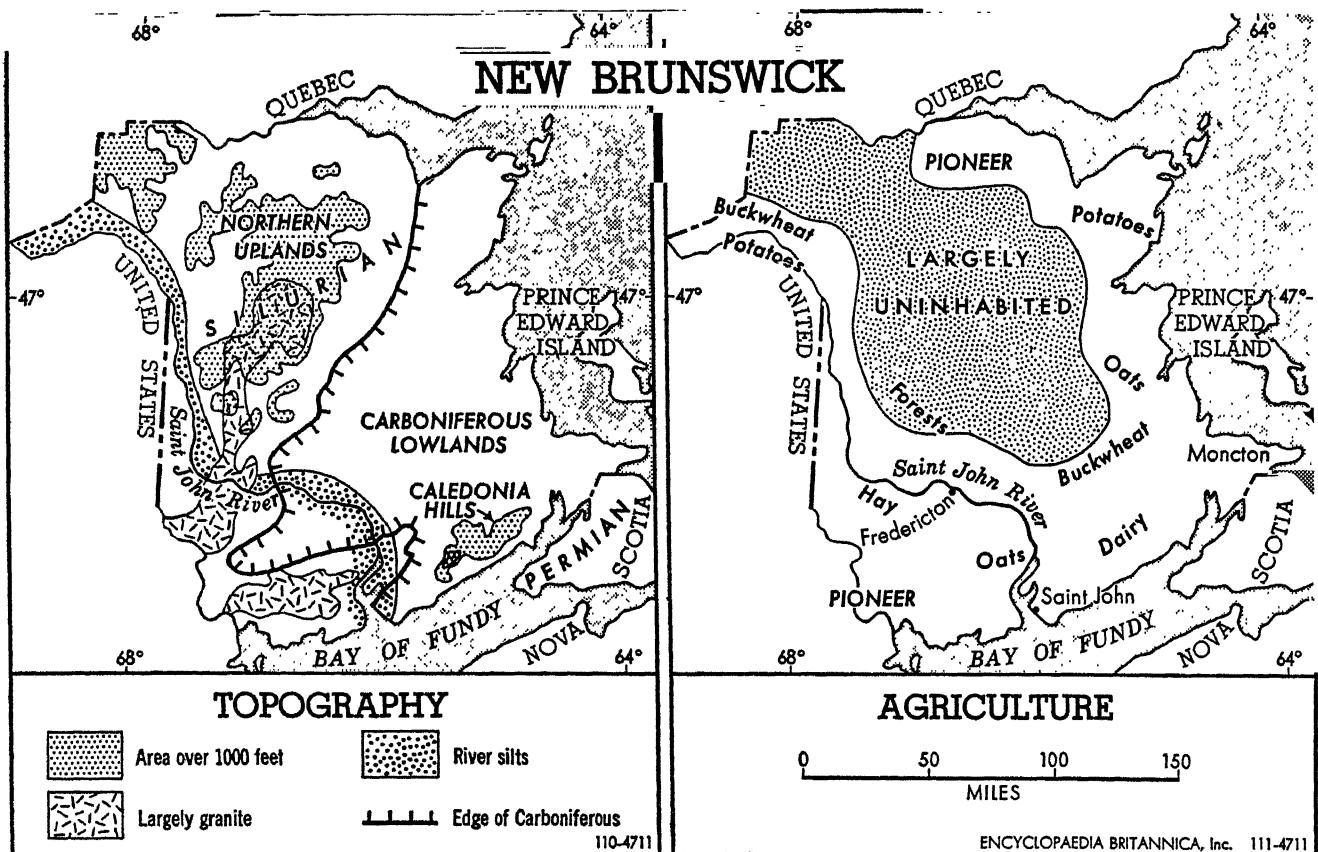 NEW BRUNSWICK
68°
64°
QUEBEC
NORTHERN
UPLANDS
SILURIAN
47°
UNITED
STATES
PRINCE
EDWARD
ISLAND
47°
Saint John River
CARBONIFEROUS
LOWLANDS
CALEDONIA
HILLS
PERMIAN
SCOTIA
NOVA
BAY OF FUNDY
68°
64°
TOPOGRAPHY
Area over 1000 feet
River silts
Largely granite
Edge of Carboniferous
110-4711
68°
64°
QUEBEC
PIONEER
Buckwheat
Potatoes
Potatoes
LARGELY
UNINHABITED
UNITED
STATES
PRINCE
EDWARD
ISLAND
47°
Oats
Forests
Buckwheat
Moncton
Saint John River
Hay
Fredericton
Oats
Dairy
SCOTIA
PIONEER
Saint John
BAY OF FUNDY
NOVA
68°
64°
AGRICULTURE
0 50 100 150
MILES
ENCYCLOPAEDIA BRITANNICA, Inc. 111-4711